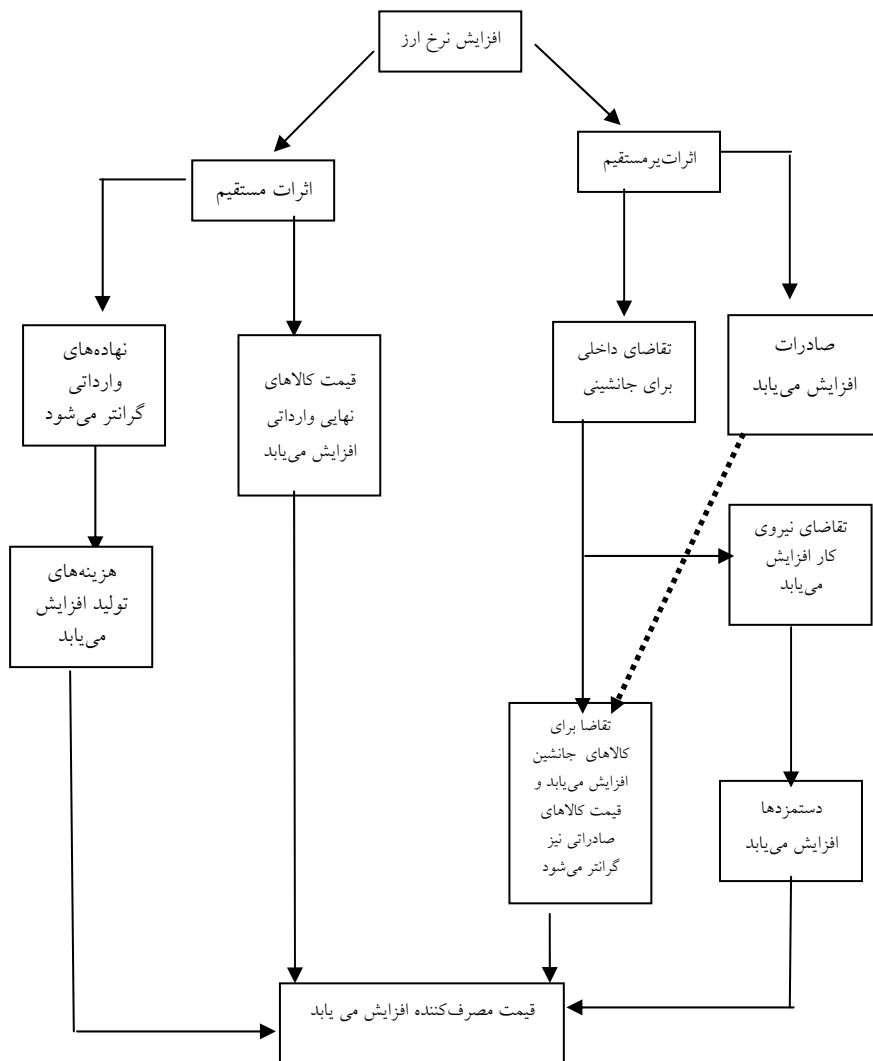 افزایش نرخ ارز
اثرات‌یرمستقیم
اثرات مستقیم
صادرات
افزایش می‌یابد
تقاضای داخلی
برای جانشینی
قیمت کالاهای
نهایی وارداتی
افزایش می‌یابد
نهاده‌های
وارداتی
گرانتر می‌شود
تقاضای نیروی
کار افزایش
می‌یابد
هزینه‌های
تولید افزایش
می‌یابد
تقاضا برای
کالاهای جانشین
افزایش می‌یابد و
قیمت کالاهای
صادراتی نیز
گرانتر می‌شود
دستمزدها
افزایش می‌یابد
قیمت مصرف‌کننده افزایش می یابد